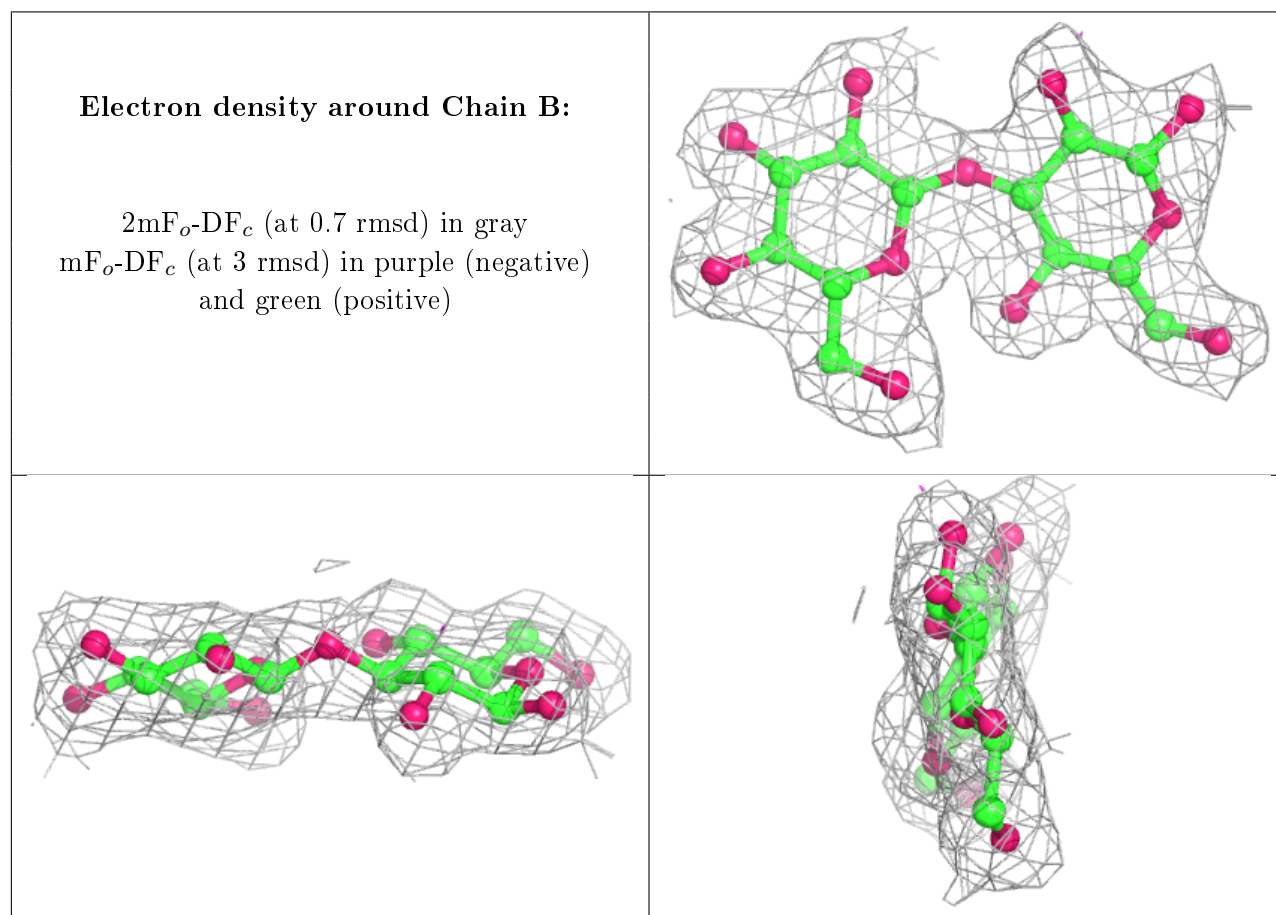 Electron density around Chain B:
2mFo-DFc (at 0.7 rmsd) in gray
mFo-DFc (at 3 rmsd) in purple (negative)
and green (positive)